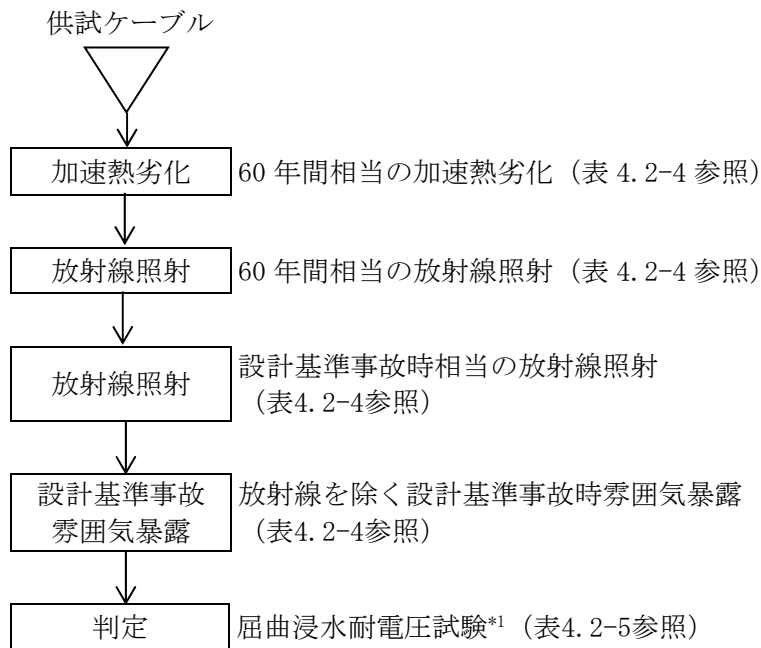 供試ケーブル
加速熱劣化
60 年間相当の加速熱劣化（表 4.2-4 参照）
放射線照射
60 年間相当の放射線照射（表 4.2-4 参照）
放射線照射
設計基準事故時相当の放射線照射
（表4.2-4参照）
設計基準事故
雰囲気暴露
放射線を除く設計基準事故時雰囲気暴露
（表4.2-4参照）
判定
屈曲浸水耐電圧試験*1（表4.2-5参照）